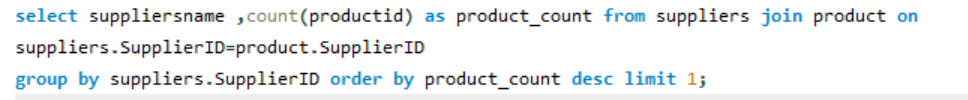 select suppliersname ,count(productid) as product_count from suppliers join product on
suppliers.SupplierID=product.SupplierID
group by suppliers.SupplierID order by product_count desc limit 1;